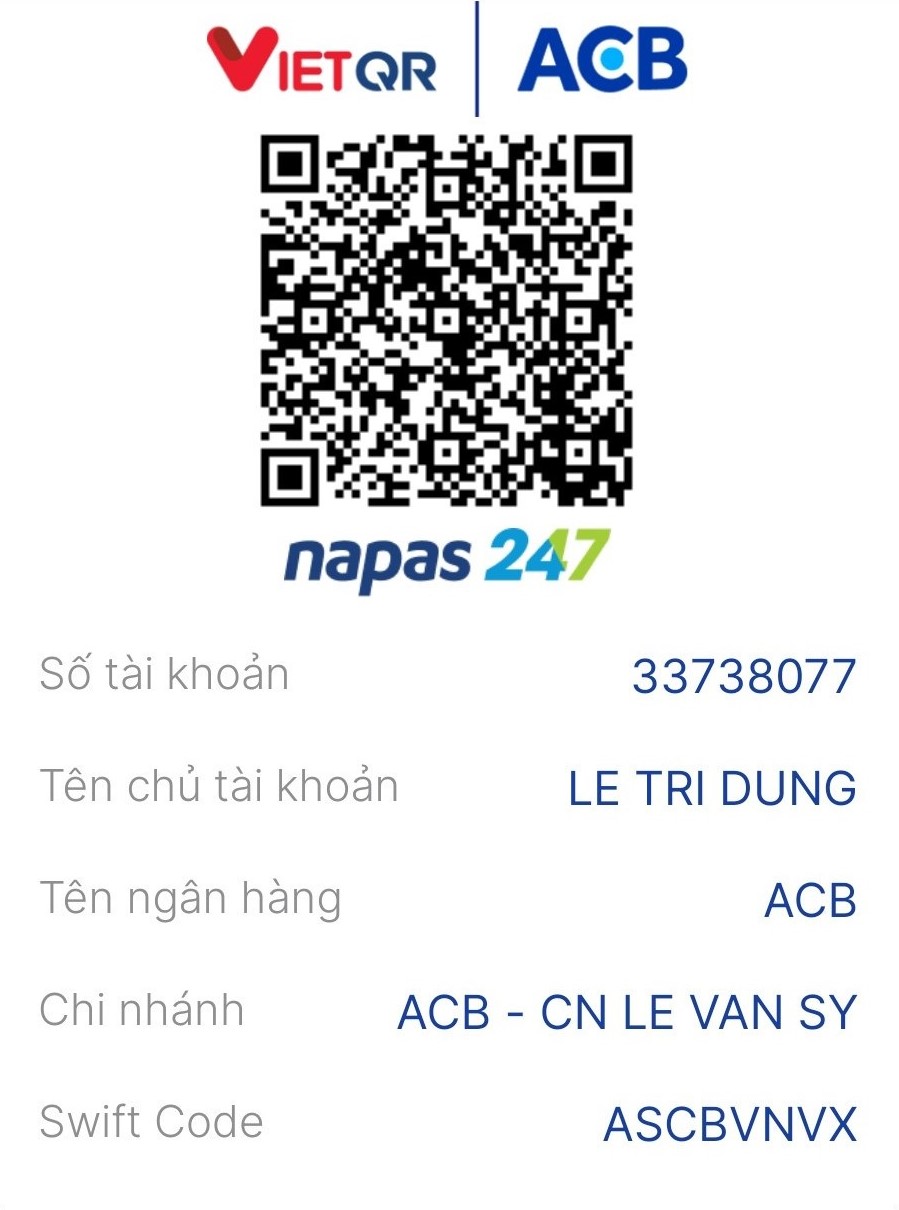 VIETQR
ACB
napas 247
Số tài khoản 33738077
Tên chủ tài khoản LE TRI DUNG
Tên ngân hàng ACB
Chi nhánh ACB - CN LE VAN SY
Swift Code ASCBVNVX